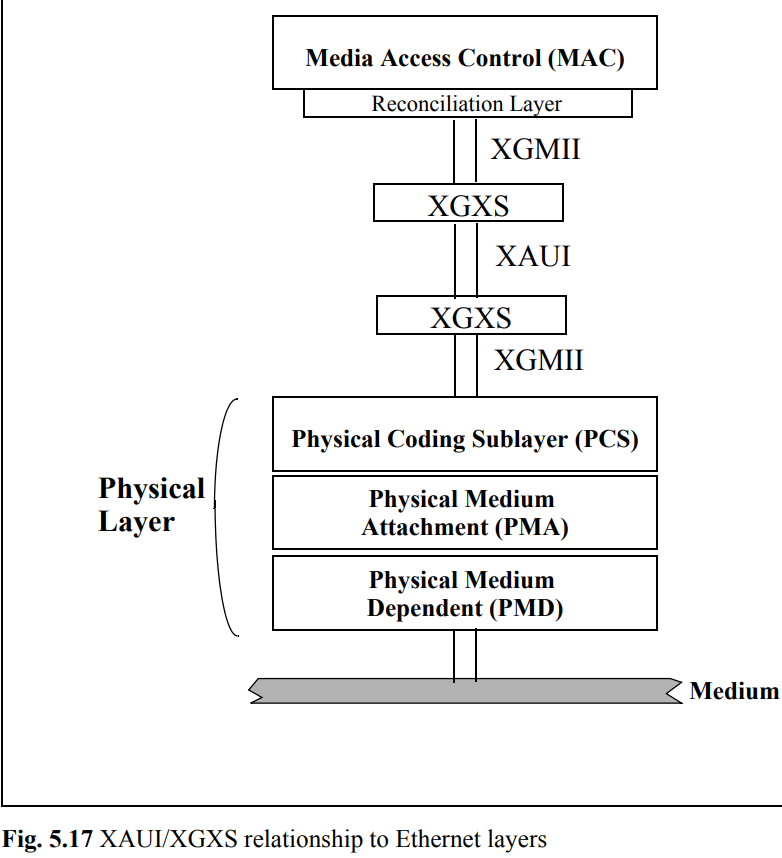 Media Access Control (MAC)
Reconciliation Layer
XGMII
XGXS
XAUI
XGXS
XGMII
Physical Coding Sublayer (PCS)
Physical
Layer
Physical Medium
Attachment (PMA)
Physical Medium
Dependent (PMD)
Medium
Fig. 5.17 XAUI/XGXS relationship to Ethernet layers